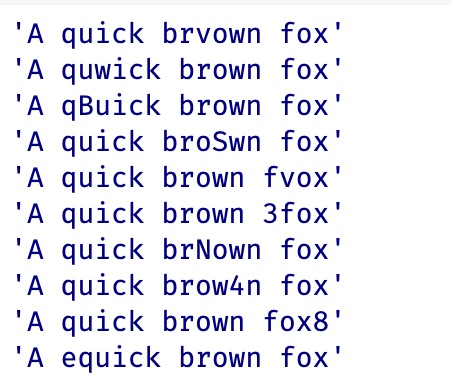 'A quick brvown fox'
'A quwick brown fox'
'A qBuick brown fox'
'A quick broSwn fox'
'A quick brown fvox'
'A quick brown 3fox'
'A quick brNown fox'
'A quick brow4n fox'
'A quick brown fox8'
'A equick brown fox'